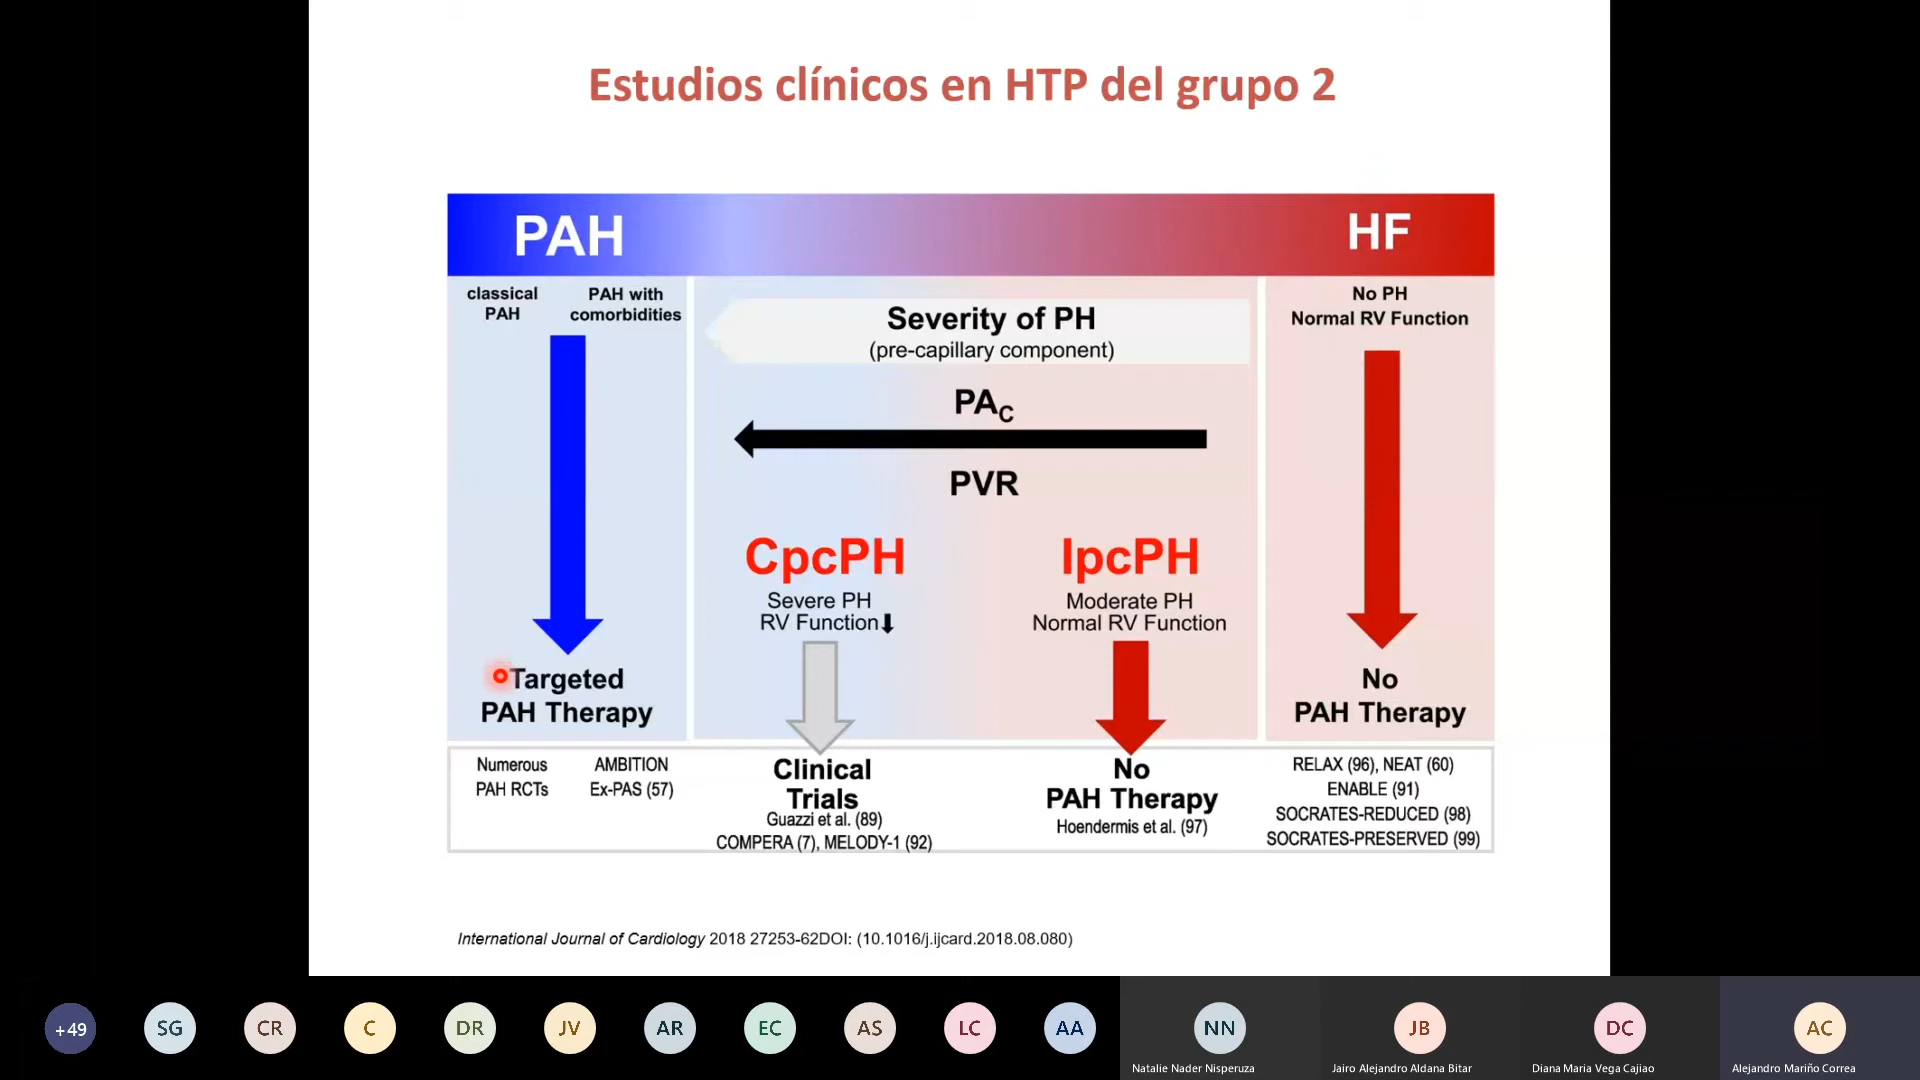 Estudios clínicos en HTP del grupo 2
PAH
HF
classical
PAH
PAH with
comorbidities
Severity of PH
(pre-capillary component)
No PH
Normal RV Function
PAC
PVR
CpcPH
Severe PH
RV Function⬇
IpcPH
Moderate PH
Normal RV Function
Targeted
PAH Therapy
No
PAH Therapy
Numerous
PAH RCTs
AMBITION
Ex-PAS (57)
Clinical
Trials
Guazzi et al. (89)
COMPERA (7), MELODY-1 (92)
No
PAH Therapy
Hoendermis et al. (97)
RELAX (96), NEAT (60)
ENABLE (91)
SOCRATES-REDUCED (98)
SOCRATES-PRESERVED (99)
International Journal of Cardiology 2018 27253-62DOI: (10.1016/j.ijcard.2018.08.080)
+49
SG
CR
C
DR
JV
AR
EC
AS
LC
AA
NN
Natalie Nader Nisperuza
JB
Jairo Alejandro Aldana Bitar
DC
Diana Maria Vega Cajiao
AC
Alejandro Mariño Correa